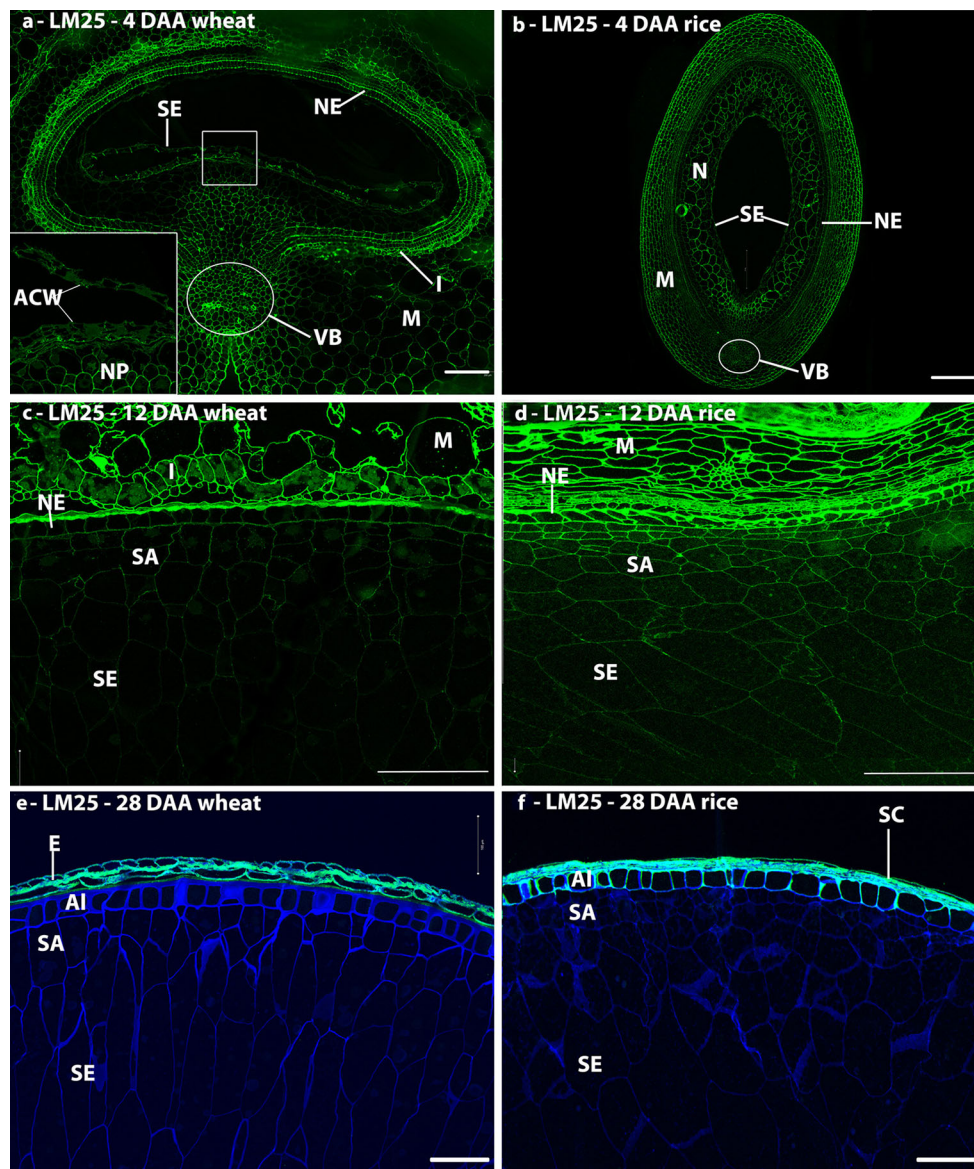 a - LM25 - 4 DAA wheat
SE
NE
ACW
NP
VB
I
M
b - LM25 - 4 DAA rice
N
SE
NE
M
VB
c - LM25 - 12 DAA wheat
M
I
NE
SA
SE
d - LM25 - 12 DAA rice
M
NE
SA
SE
e - LM25 - 28 DAA wheat
E
Al
SA
SE
f - LM25 - 28 DAA rice
SC
Al
SA
SE